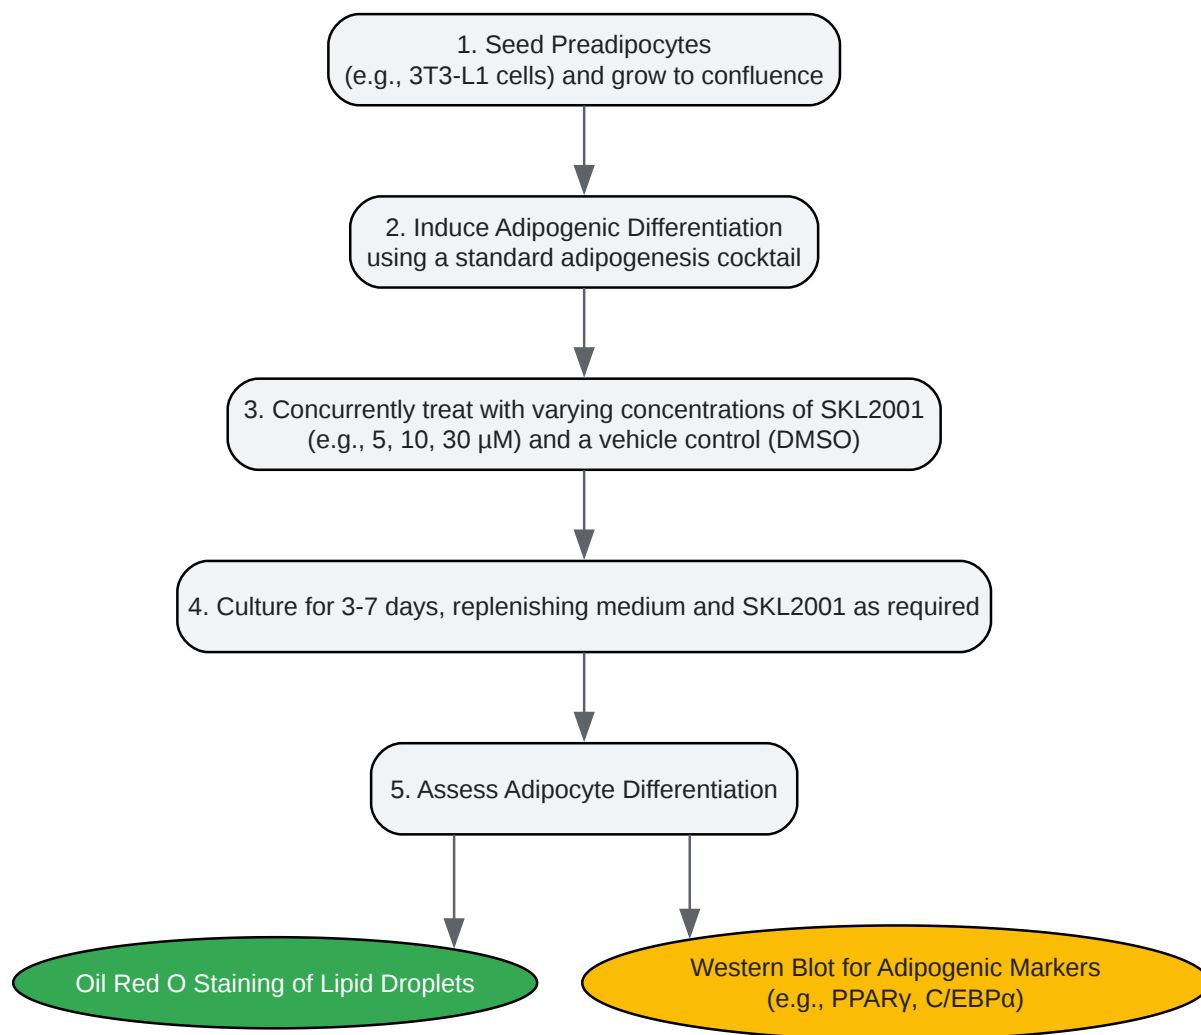 1. Seed Preadipocytes
(e.g., 3T3-L1 cells) and grow to confluence
2. Induce Adipogenic Differentiation
using a standard adipogenesis cocktail
3. Concurrently treat with varying concentrations of SKL2001
(e.g., 5, 10, 30 µM) and a vehicle control (DMSO)
4. Culture for 3-7 days, replenishing medium and SKL2001 as required
5. Assess Adipocyte Differentiation
Oil Red O Staining of Lipid Droplets
Western Blot for Adipogenic Markers
(e.g., PPARγ, C/EBPα)